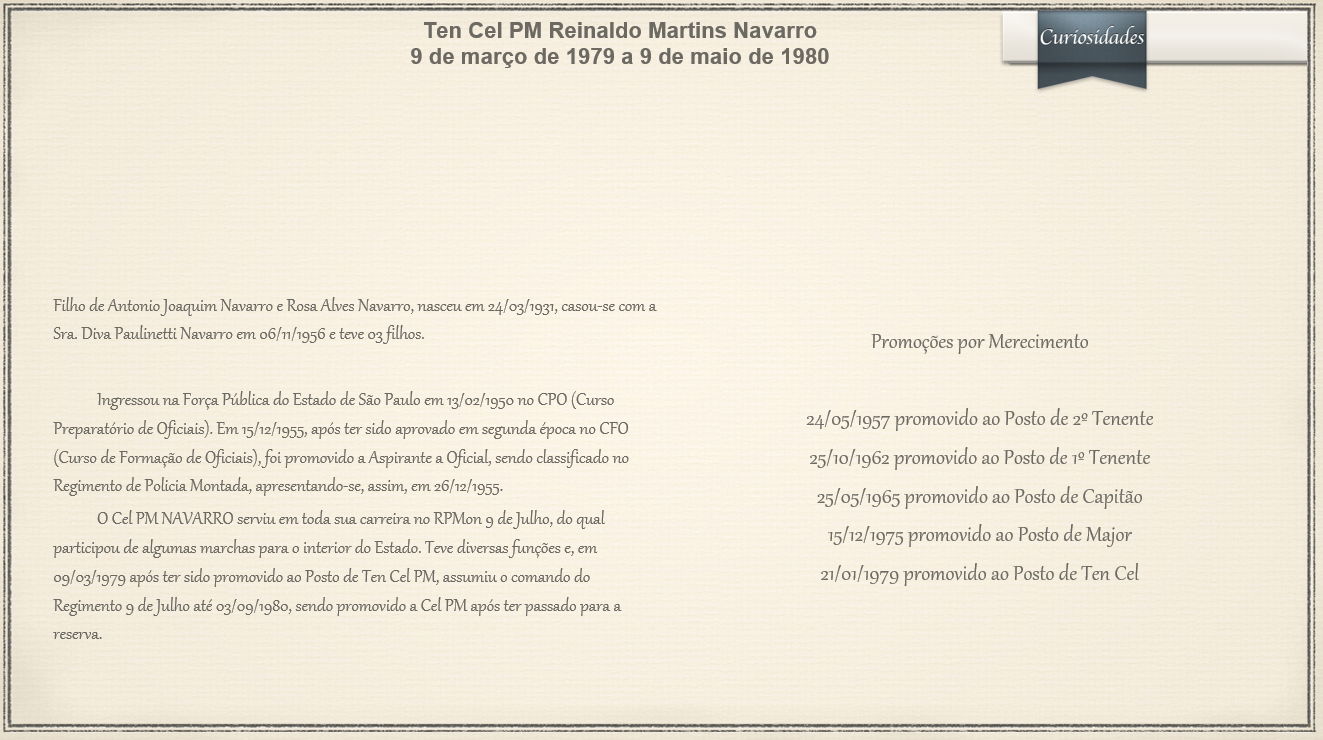 Ten Cel PM Reinaldo Martins Navarro
9 de março de 1979 a 9 de maio de 1980
Curiosidades
Filho de Antonio Joaquim Navarro e Rosa Alves Navarro, nasceu em 24/03/1931, casou-se com a
Sra. Diva Paulinetti Navarro em 06/11/1956 e teve 03 filhos.
Ingressou na Força Pública do Estado de São Paulo em 13/02/1950 no CPO (Curso
Preparatório de Oficiais). Em 15/12/1955, após ter sido aprovado em segunda época no CFO
(Curso de Formação de Oficiais), foi promovido a Aspirante a Oficial, sendo classificado no
Regimento de Policia Montada, apresentando-se, assim, em 26/12/1955.
O Cel PM NAVARRO serviu em toda sua carreira no RPMon 9 de Julho, do qual
participou de algumas marchas para o interior do Estado. Teve diversas funções e, em
09/03/1979 após ter sido promovido ao Posto de Ten Cel PM, assumiu o comando do
Regimento 9 de Julho até 03/09/1980, sendo promovido a Cel PM após ter passado para a
reserva.
Promoções por Merecimento
24/05/1957 promovido ao Posto de 2º Tenente
25/10/1962 promovido ao Posto de 1º Tenente
25/05/1965 promovido ao Posto de Capitão
15/12/1975 promovido ao Posto de Major
21/01/1979 promovido ao Posto de Ten Cel